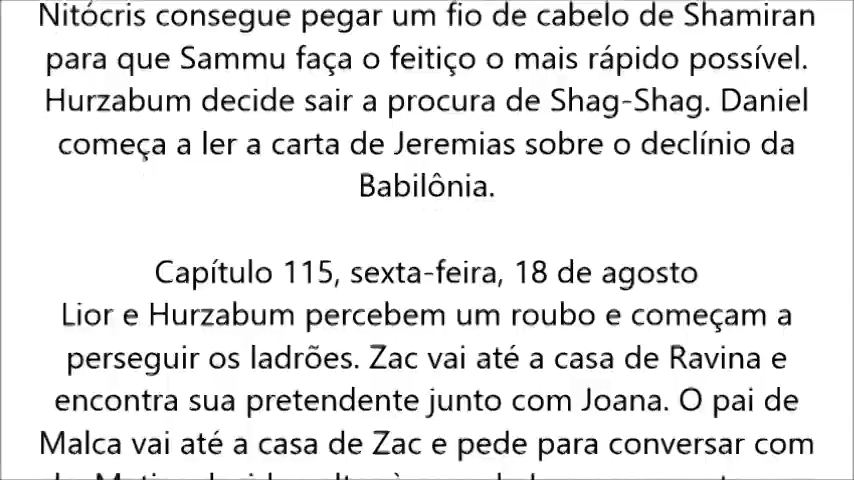 Nitócris consegue pegar um fio de cabelo de Shamiran
para que Sammu faça o feitiço o mais rápido possível.
Hurzabum decide sair a procura de Shag-Shag. Daniel
começa a ler a carta de Jeremias sobre o declínio da
Babilônia.
Capítulo 115, sexta-feira, 18 de agosto
Lior e Hurzabum percebem um roubo e começam a
perseguir os ladrões. Zac vai até a casa de Ravina e
encontra sua pretendente junto com Joana. O pai de
Malca vai até a casa de Zac e pede para conversar com